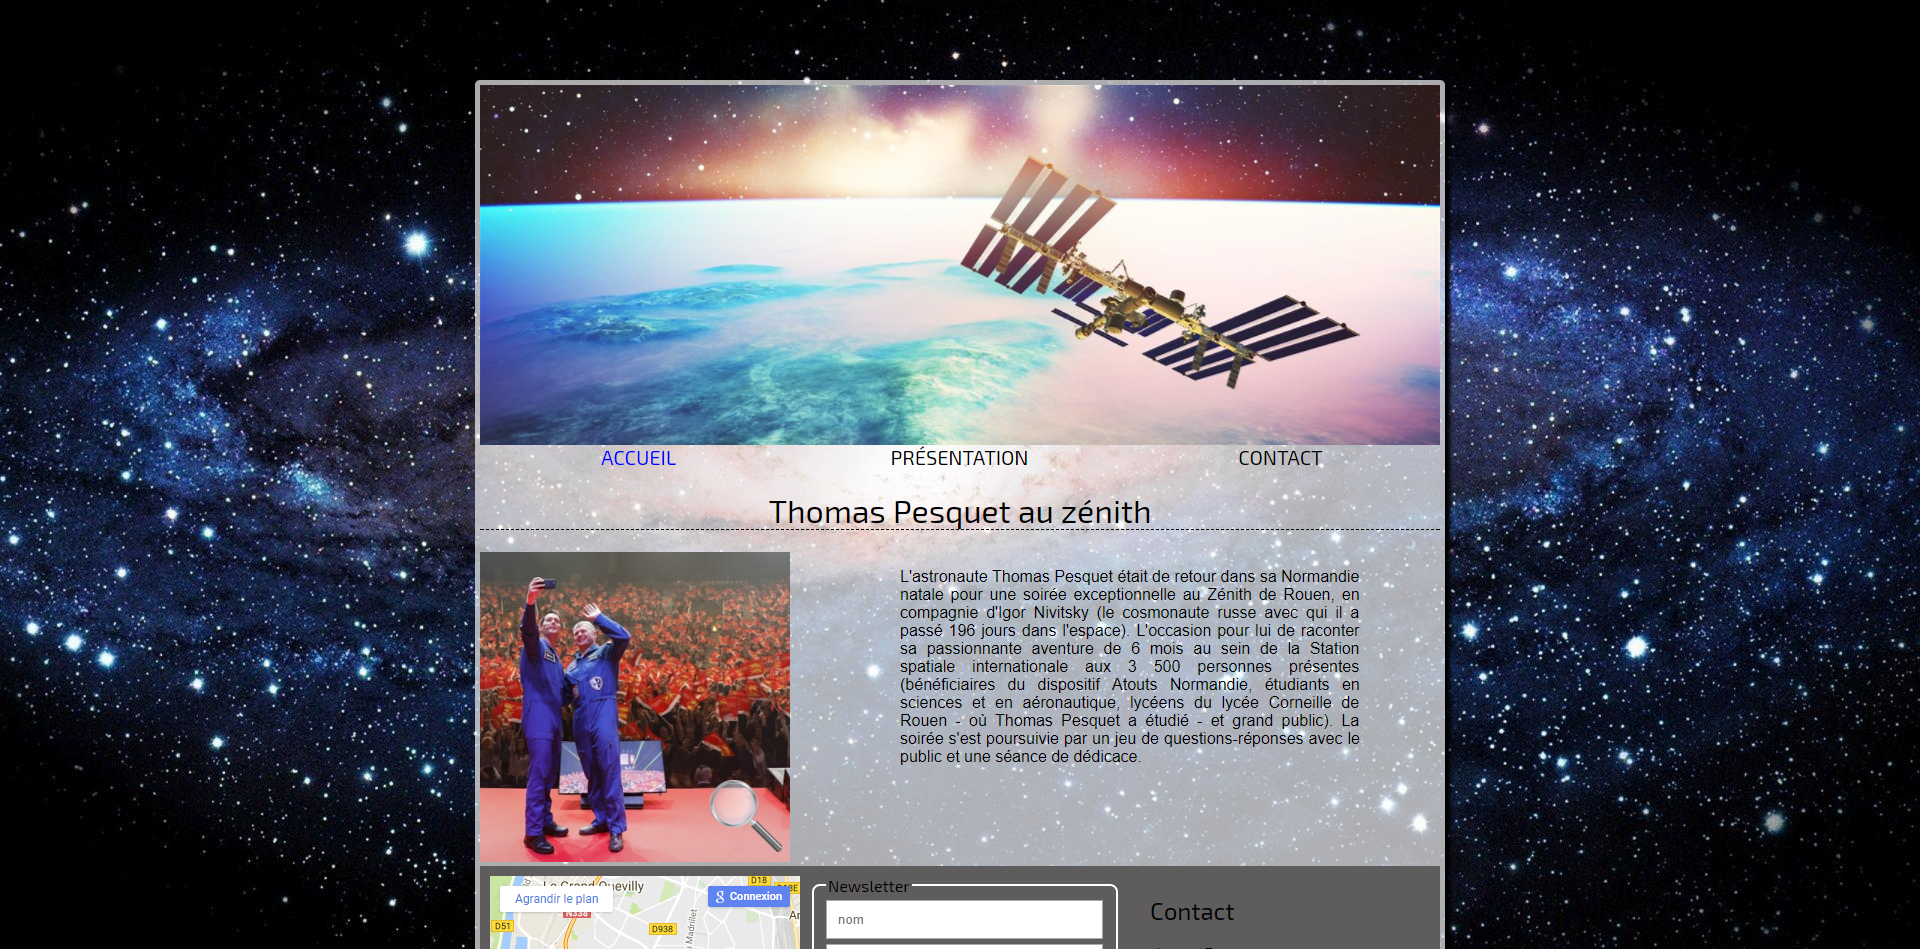 ACCUEIL
PRÉSENTATION
CONTACT
Thomas Pesquet au zénith
L'astronaute Thomas Pesquet était de retour dans sa Normandie
natale pour une soirée exceptionnelle au Zénith de Rouen, en
compagnie d'Igor Nivitsky (le cosmonaute russe avec qui il a
passé 196 jours dans l'espace). L'occasion pour lui de raconter
sa passionnante aventure de 6 mois au sein de la Station
spatiale internationale aux 3 500 personnes présentes
(bénéficiaires du dispositif Atouts Normandie, étudiants en
sciences et en aéronautique, lycéens du lycée Corneille de
Rouen - où Thomas Pesquet a étudié - et grand public). La
soirée s'est poursuivie par un jeu de questions-réponses avec le
public et une séance de dédicace.
Agrandir le plan
Connexion
D18
N338
D51
D938
Newsletter
nom
Contact